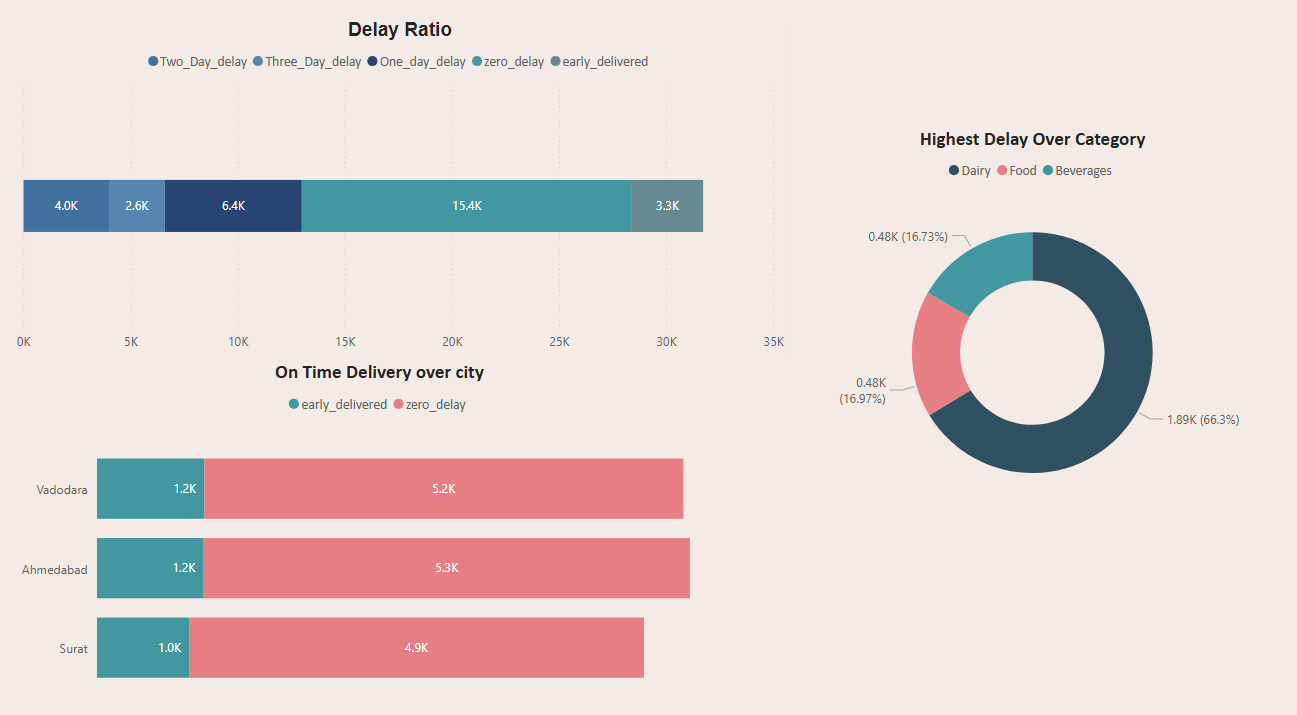 Delay Ratio
Two_Day_delay Three_Day_delay One_day_delay zero_delay early_delivered
4.0K 2.6K 6.4K 15.4K 3.3K
0K 5K 10K 15K 20K 25K 30K 35K
On Time Delivery over city
early_delivered zero_delay
Vadodara 1.2K 5.2K
Ahmedabad 1.2K 5.3K
Surat 1.0K 4.9K
Highest Delay Over Category
Dairy Food Beverages
0.48K (16.73%)
0.48K
(16.97%)
1.89K (66.3%)